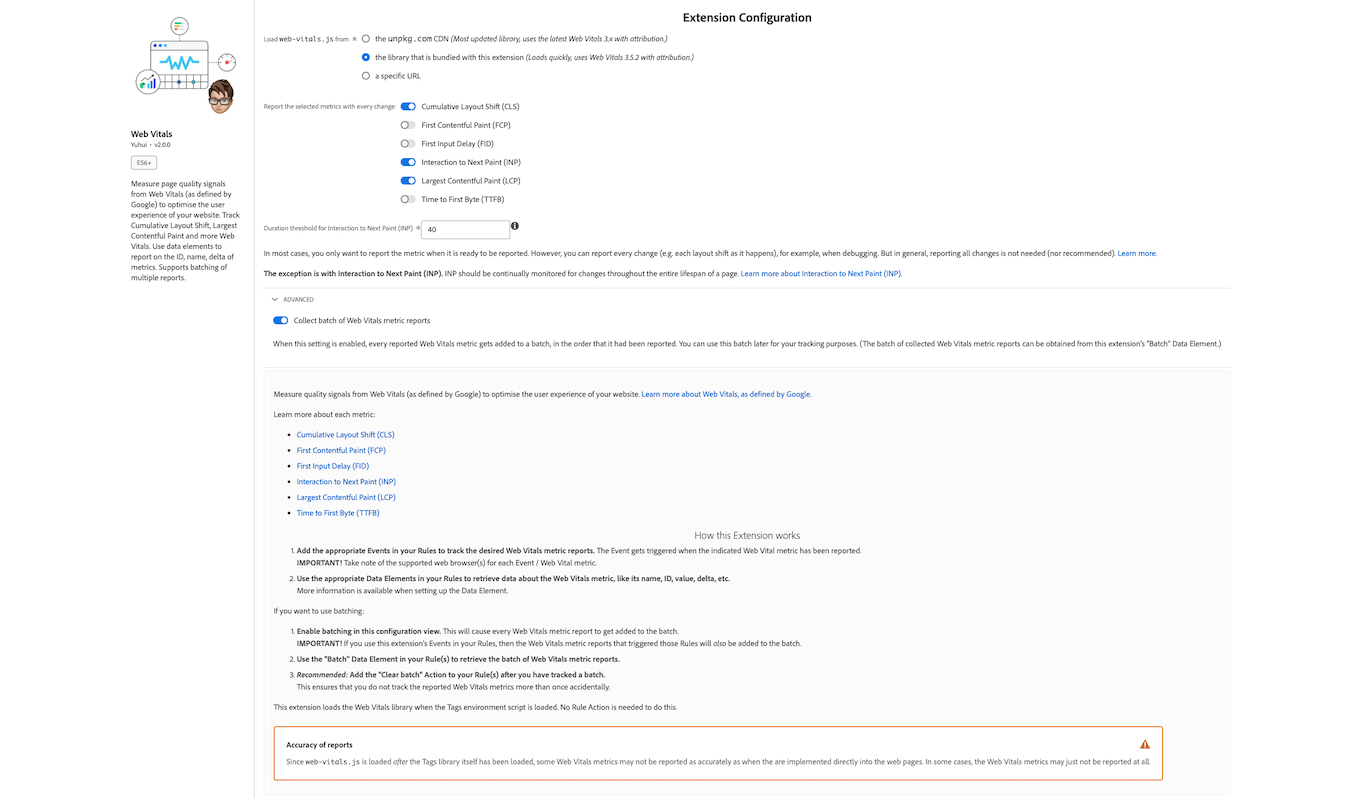 Web Vitals
Yuhui • v2.0.0
ES6+
Measure page quality signals
from Web Vitals (as defined by
Google) to optimise the user
experience of your website. Track
Cumulative Layout Shift, Largest
Contentful Paint and more Web
Vitals. Use data elements to
report on the ID, name, delta of
metrics. Supports batching of
multiple reports.
Extension Configuration
Load web-vitals.js from *
the unpkg.com CDN (Most updated library, uses the latest Web Vitals 3.x with attribution.)
the library that is bundled with this extension (Loads quickly, uses Web Vitals 3.5.2 with attribution.)
a specific URL
Report the selected metrics with every change:
Cumulative Layout Shift (CLS)
First Contentful Paint (FCP)
First Input Delay (FID)
Interaction to Next Paint (INP)
Largest Contentful Paint (LCP)
Time to First Byte (TTFB)
Duration threshold for Interaction to Next Paint (INP) * 40
In most cases, you only want to report the metric when it is ready to be reported. However, you can report every change (e.g. each layout shift as it happens), for example, when debugging. But in general, reporting all changes is not needed (nor recommended). Learn more.
The exception is with Interaction to Next Paint (INP). INP should be continually monitored for changes throughout the entire lifespan of a page. Learn more about Interaction to Next Paint (INP).
ADVANCED
Collect batch of Web Vitals metric reports
When this setting is enabled, every reported Web Vitals metric gets added to a batch, in the order that it had been reported. You can use this batch later for your tracking purposes. (The batch of collected Web Vitals metric reports can be obtained from this extension's "Batch" Data Element.)
Measure quality signals from Web Vitals (as defined by Google) to optimise the user experience of your website. Learn more about Web Vitals, as defined by Google.
Learn more about each metric:
• Cumulative Layout Shift (CLS)
• First Contentful Paint (FCP)
• First Input Delay (FID)
• Interaction to Next Paint (INP)
• Largest Contentful Paint (LCP)
• Time to First Byte (TTFB)
How this Extension works
1. Add the appropriate Events in your Rules to track the desired Web Vitals metric reports. The Event gets triggered when the indicated Web Vital metric has been reported.
IMPORTANT! Take note of the supported web browser(s) for each Event / Web Vital metric.
2. Use the appropriate Data Elements in your Rules to retrieve data about the Web Vitals metric, like its name, ID, value, delta, etc.
More information is available when setting up the Data Element.
If you want to use batching:
1. Enable batching in this configuration view. This will cause every Web Vitals metric report to get added to the batch.
IMPORTANT! If you use this extension's Events in your Rules, then the Web Vitals metric reports that triggered those Rules will also be added to the batch.
2. Use the "Batch" Data Element in your Rule(s) to retrieve the batch of Web Vitals metric reports.
3. Recommended: Add the "Clear batch" Action to your Rule(s) after you have tracked a batch.
This ensures that you do not track the reported Web Vitals metrics more than once accidentally.
This extension loads the Web Vitals library when the Tags environment script is loaded. No Rule Action is needed to do this.
Accuracy of reports
Since web-vitals.js is loaded after the Tags library itself has been loaded, some Web Vitals metrics may not be reported as accurately as when the are implemented directly into the web pages. In some cases, the Web Vitals metrics may just not be reported at all.